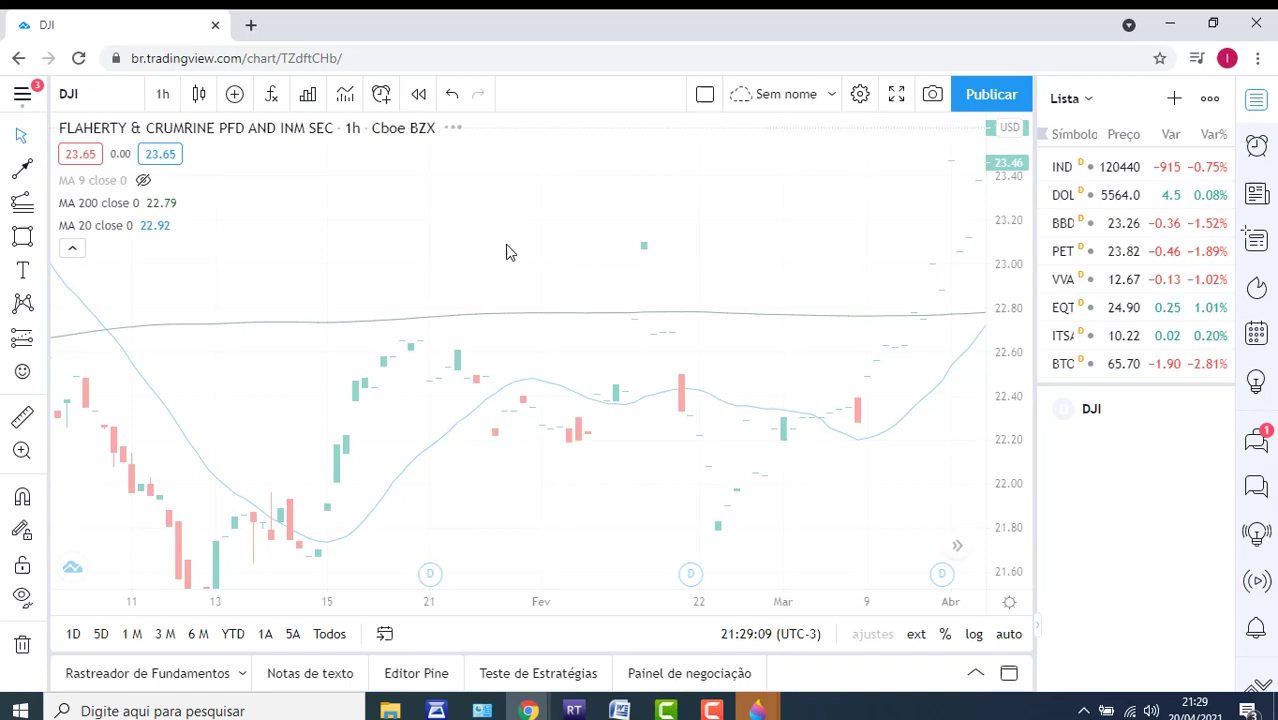 DJI
br.tradingview.com/chart/TZdftCHb/
I
3
DJI
1h
Sem nome
Publicar
Lista
FLAHERTY & CRUMRINE PFD AND INM SEC · 1h · Cboe BZX
USD
23.65 0.00 23.65
MA 9 close 0
MA 200 close 0 22.79
MA 20 close 0 22.92
23.46
23.40
23.20
23.00
22.80
22.60
22.40
22.20
22.00
21.80
21.60
D D D
11 13 15 21 Fev 22 Mar 9 Abr
Símbolo Preço Var Var%
IND D 120440 −915 −0.75%
DOL D 5564.0 4.5 0.08%
BBD D 23.26 −0.36 −1.52%
PET D 23.82 −0.46 −1.89%
VVA D 12.67 −0.13 −1.02%
EQT D 24.90 0.25 1.01%
ITSA D 10.22 0.02 0.20%
BTO D 65.70 −1.90 −2.81%
D DJI
1
1D 5D 1 M 3 M 6 M YTD 1A 5A Todos
21:29:09 (UTC-3) ajustes ext % log auto
Rastreador de Fundamentos Notas de texto Editor Pine Teste de Estratégias Painel de negociação
Digite aqui para pesquisar
RT
W
C
C
21:29
20/04/2021
3